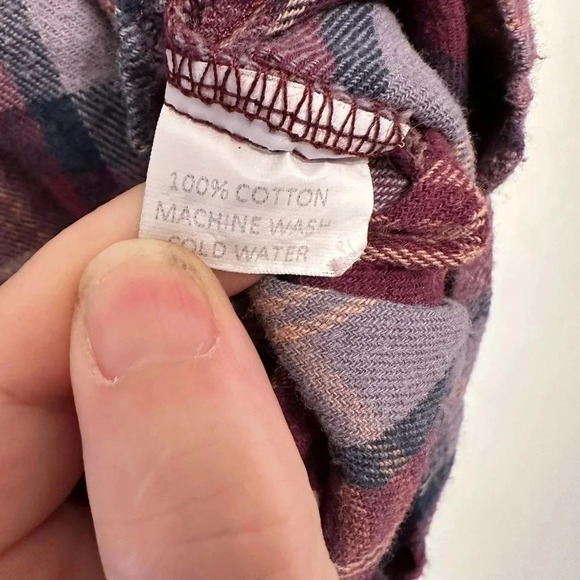 100% COTTON
MACHINE WASH
COLD WATER